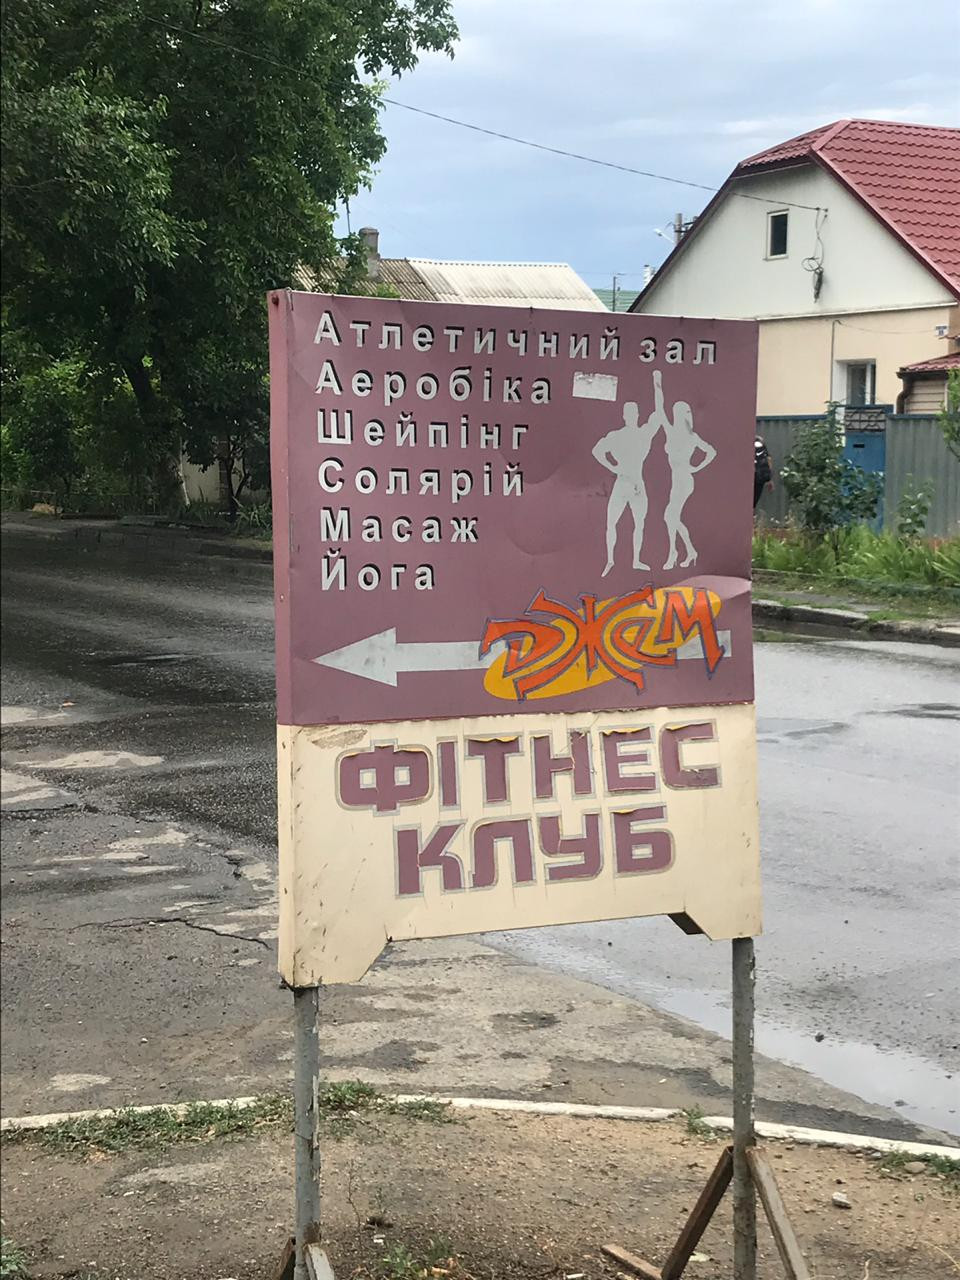 Атлетичний зал
Аеробіка
Шейпінг
Солярій
Масаж
Йога
ДЖЕМ
ФІТНЕС
КЛУБ